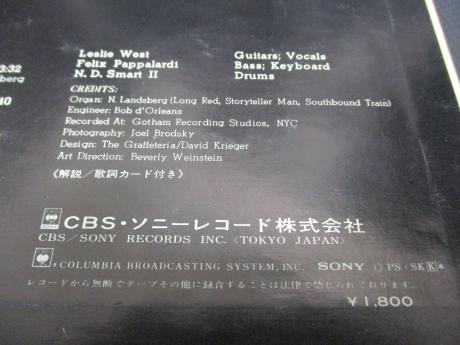 3:32
sberg
40
Leslie West Guitars; Vocals
Felix Pappalardi Bass; Keyboard
N. D. Smart II Drums
CREDITS:
Organ: N. Landsberg (Long Red, Storyteller Man, Southbound Train)
Engineer: Bob d'Orleans
Recorded At: Gotham Recording Studios, NYC
Photography: Joel Brodsky
Design: The Graffeteria/David Krieger
Art Direction: Beverly Weinstein
《解説/歌詞カード付き》
CBS・ソニーレコード株式会社
CBS/SONY RECORDS INC. <TOKYO JAPAN>
® COLUMBIA BROADCASTING SYSTEM, INC. SONY Ⓒ PS・SK🄺*
レコードから無断でテープその他に録音することは法律で禁じられております。
¥1,800